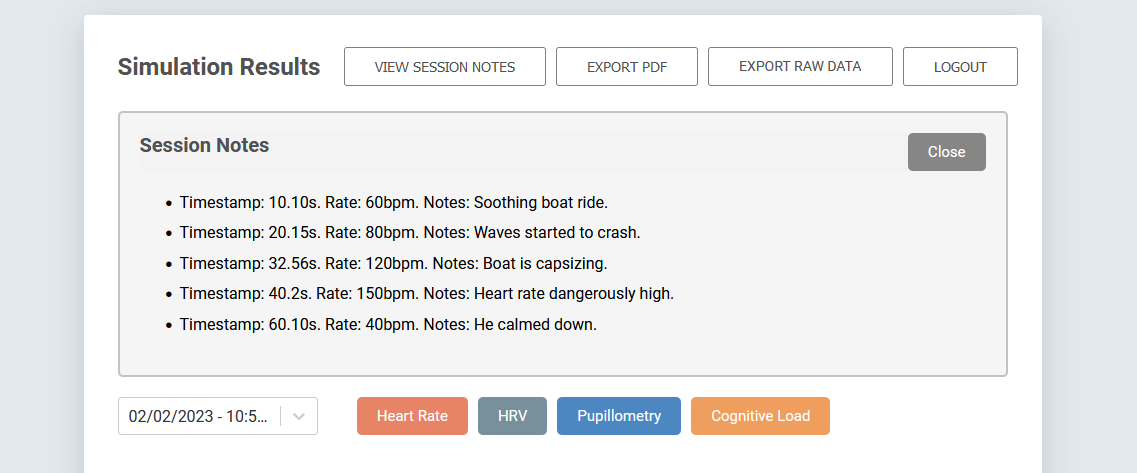 Simulation Results
VIEW SESSION NOTES
EXPORT PDF
EXPORT RAW DATA
LOGOUT
Session Notes
Close
Timestamp: 10.10s. Rate: 60bpm. Notes: Soothing boat ride.
Timestamp: 20.15s. Rate: 80bpm. Notes: Waves started to crash.
Timestamp: 32.56s. Rate: 120bpm. Notes: Boat is capsizing.
Timestamp: 40.2s. Rate: 150bpm. Notes: Heart rate dangerously high.
Timestamp: 60.10s. Rate: 40bpm. Notes: He calmed down.
02/02/2023 - 10:5...
Heart Rate
HRV
Pupillometry
Cognitive Load